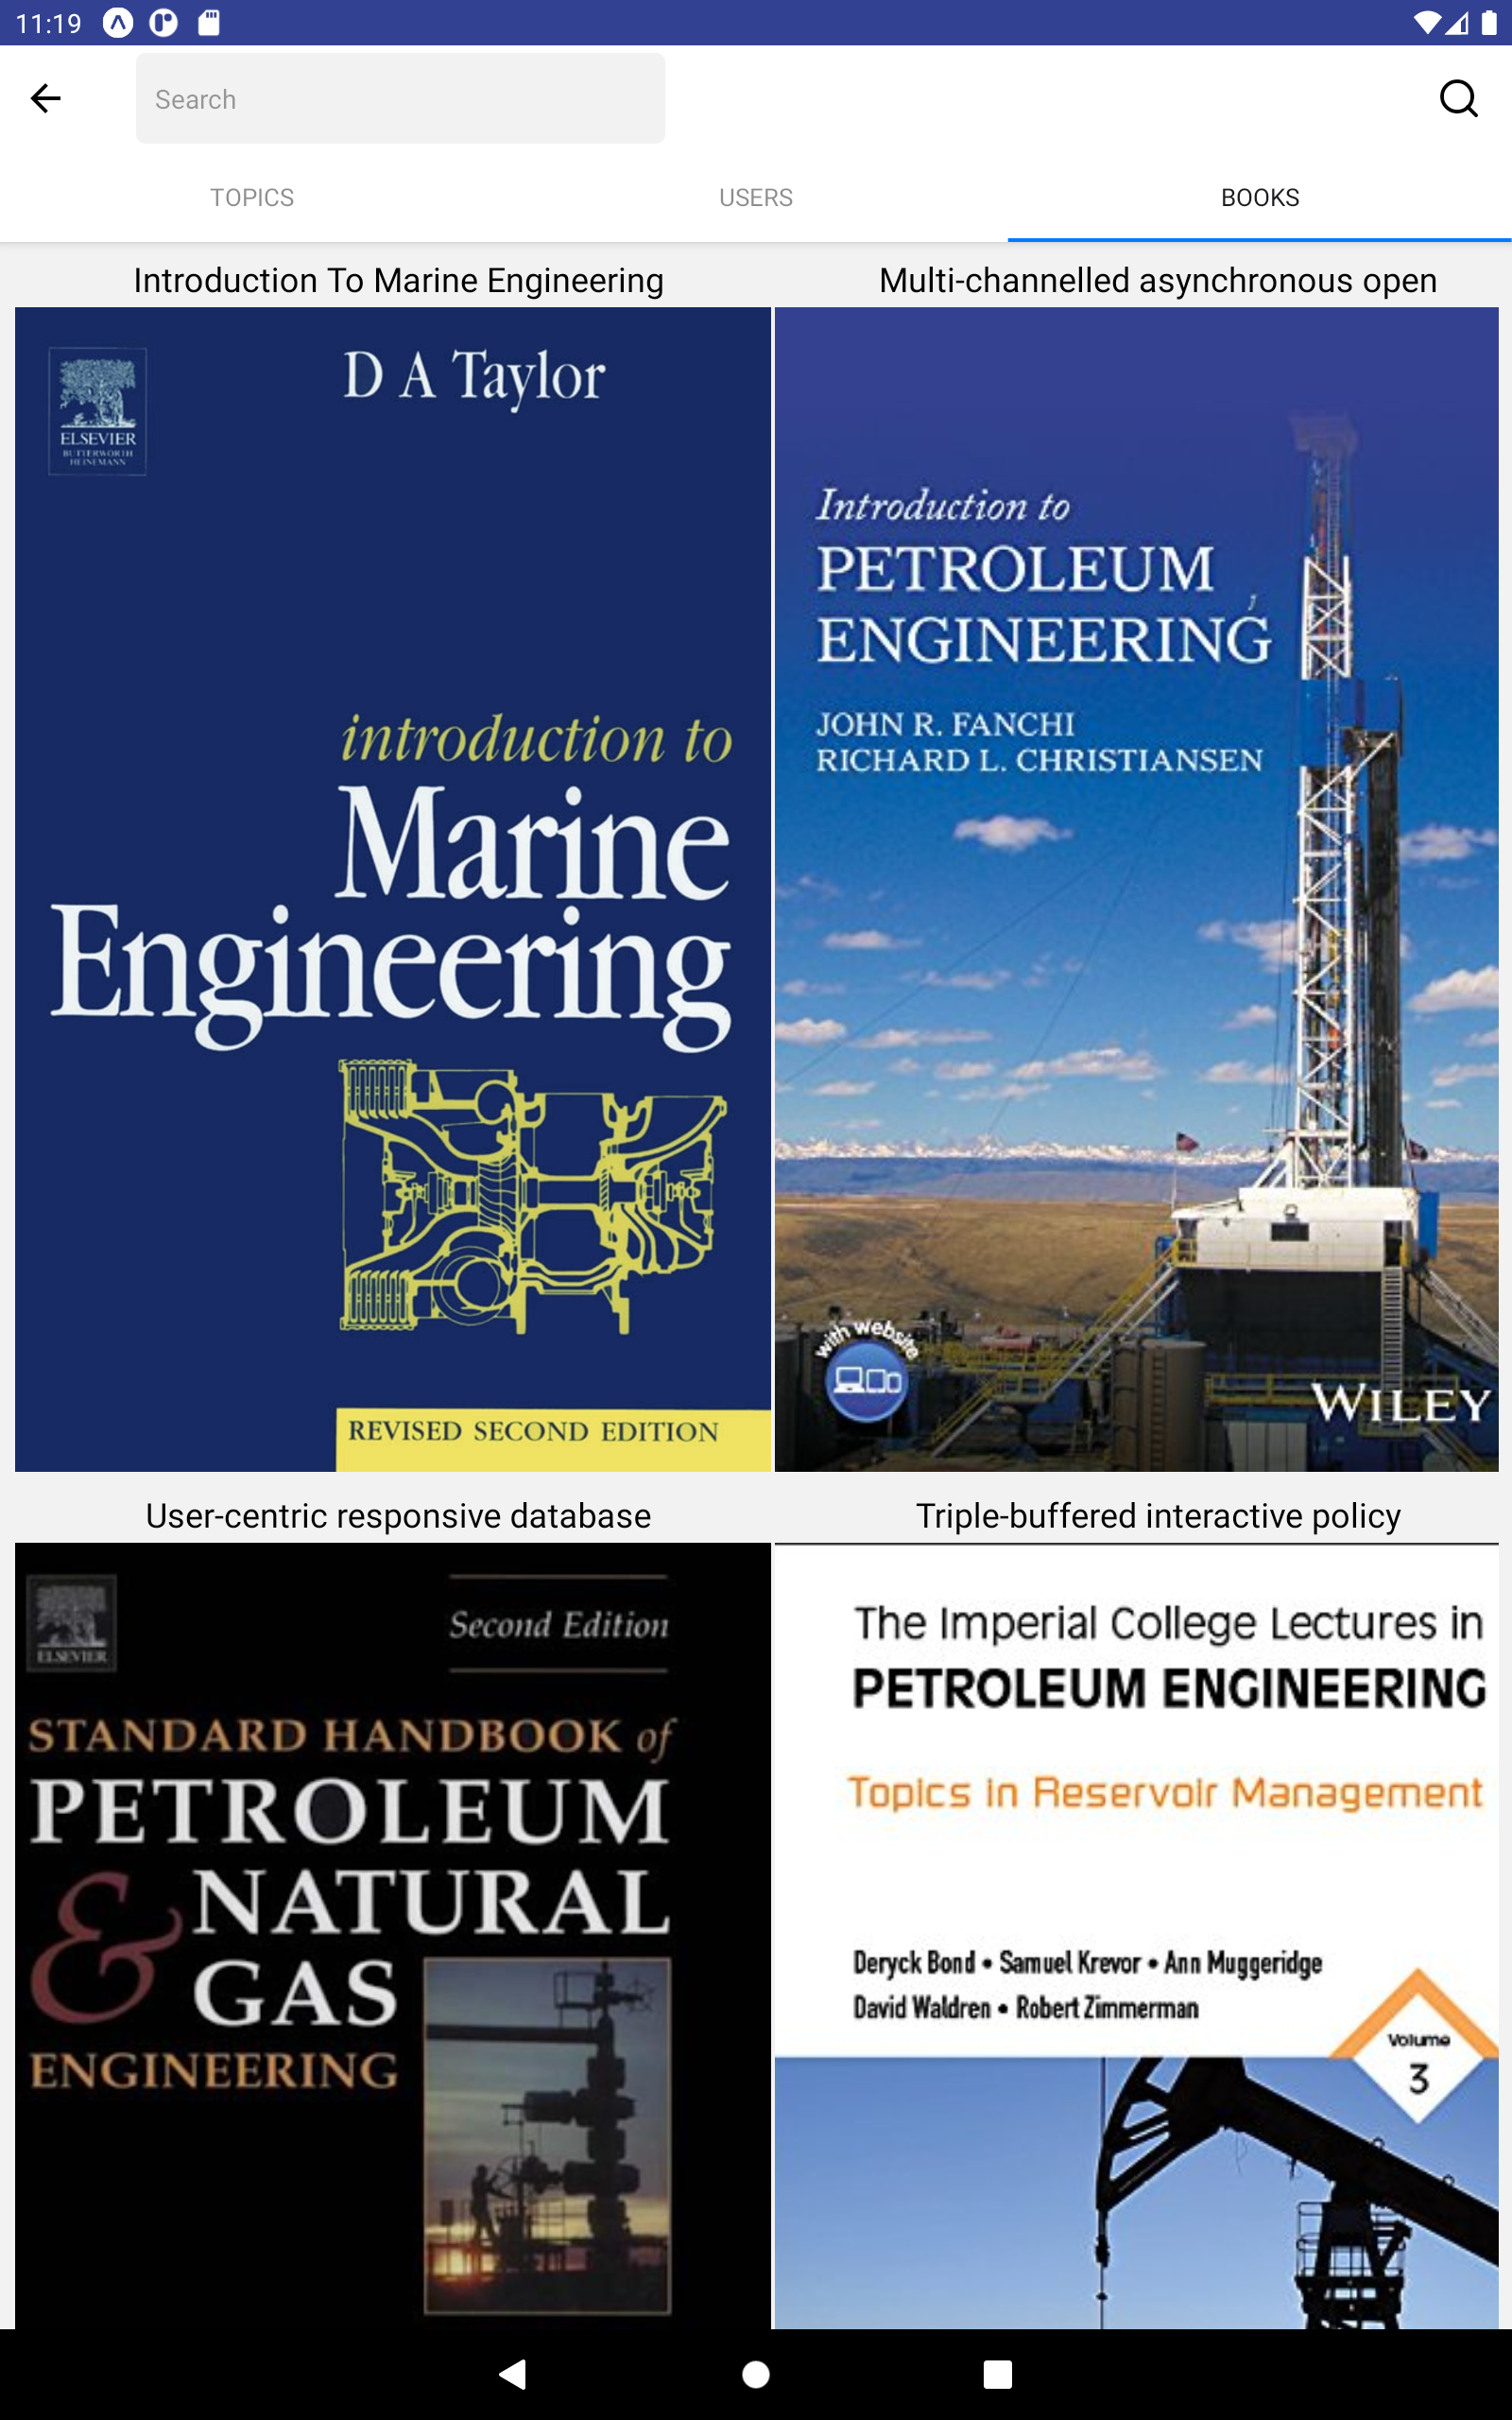 11:19
Search
TOPICS
USERS
BOOKS
Introduction To Marine Engineering
ELSEVIER
BUTTERWORTH
HEINEMANN
D A Taylor
introduction to
Marine
Engineering
REVISED SECOND EDITION
Multi-channelled asynchronous open
Introduction to
PETROLEUM
ENGINEERING
JOHN R. FANCHI
RICHARD L. CHRISTIANSEN
with website
WILEY
User-centric responsive database
ELSEVIER
Second Edition
STANDARD HANDBOOK of
PETROLEUM
& NATURAL
GAS
ENGINEERING
Triple-buffered interactive policy
The Imperial College Lectures in
PETROLEUM ENGINEERING
Topics in Reservoir Management
Deryck Bond • Samuel Krevor • Ann Muggeridge
David Waldren • Robert Zimmerman
Volume
3